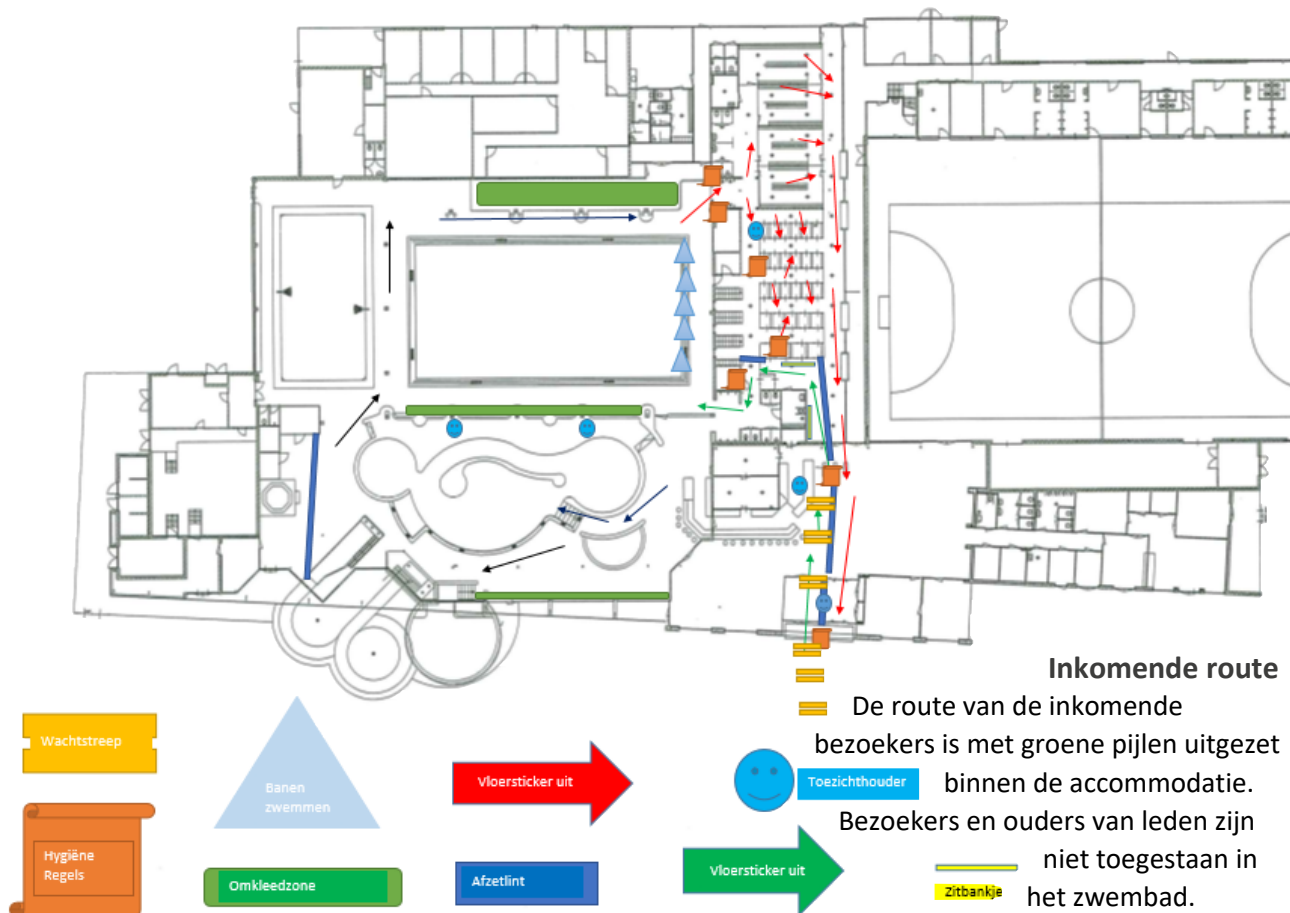 Inkomende route
De route van de inkomende
bezoekers is met groene pijlen uitgezet
binnen de accommodatie.
Bezoekers en ouders van leden zijn
niet toegestaan in
het zwembad.
Wachtstreep
Banen
zwemmen
Vloersticker uit
Toezichthouder
Hygiëne
Regels
Omkleedzone
Afzetlint
Vloersticker uit
Zitbankje